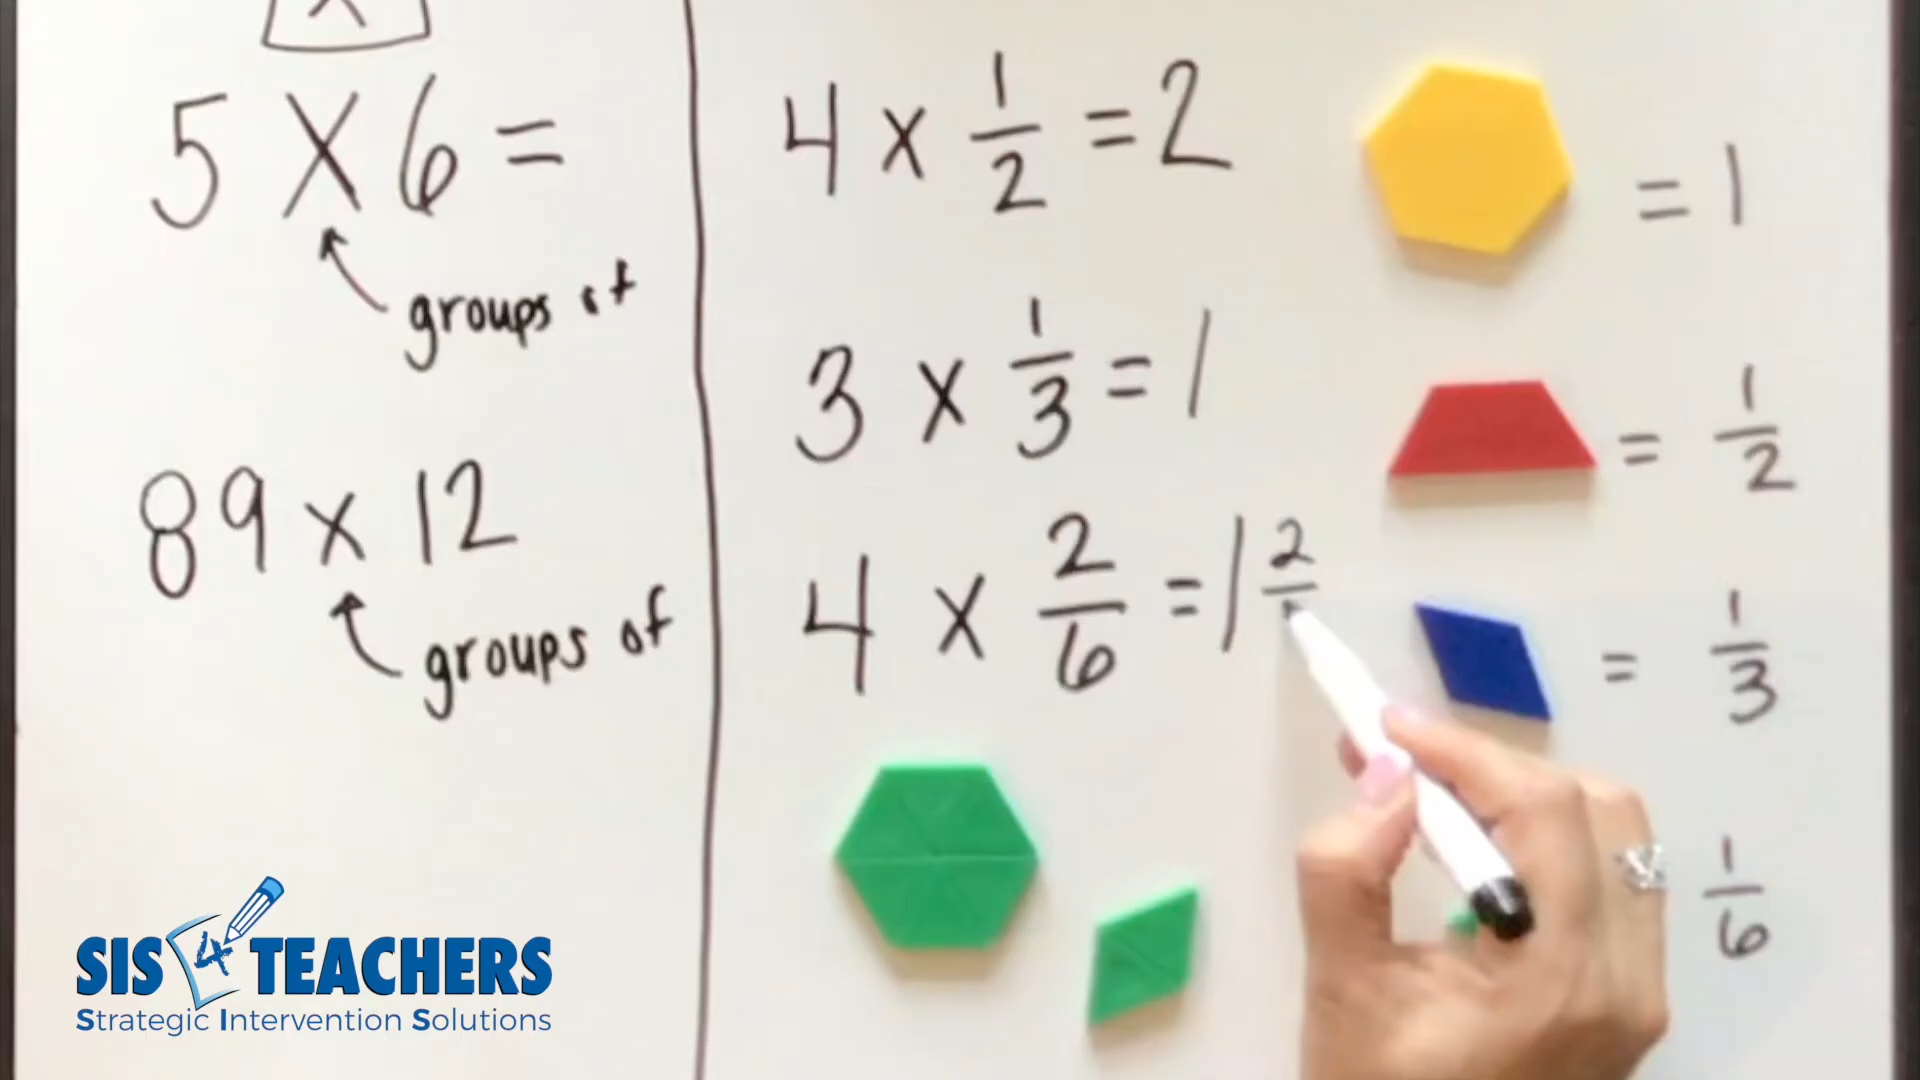 X
5 X 6 =
groups of
89 x 12
groups of
4 x 1/2 = 2
3 x 1/3 = 1
4 x 2/6 = 1 2/
= 1
= 1/2
= 1/3
1/6
SIS 4 TEACHERS
Strategic Intervention Solutions